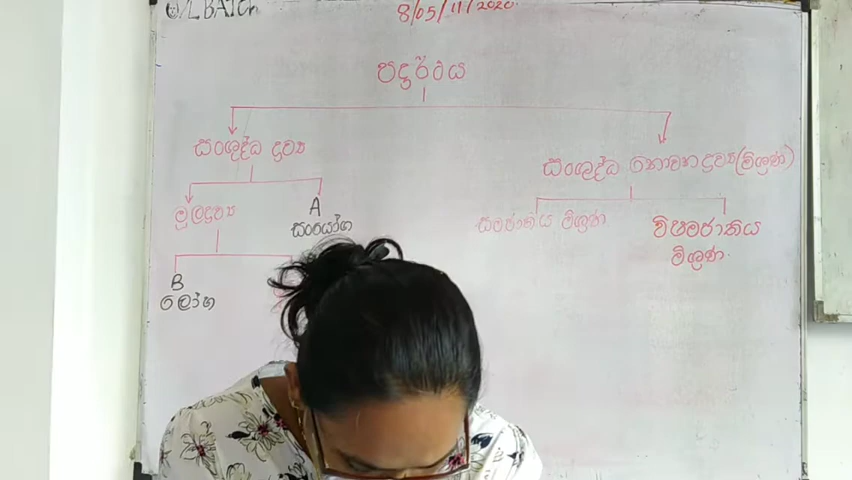 O/L BATCH
8/05/11/2020
පදාර්ථය
සංශුද්ධ ද්‍රව්‍ය
සංශුද්ධ නොවන ද්‍රව්‍ය(මිශ්‍රණ)
මූලද්‍රව්‍ය
A
සංයෝග
සමජාතිය මිශ්‍රණ
විෂමජාතිය
මිශ්‍රණ
B
ලෝහ